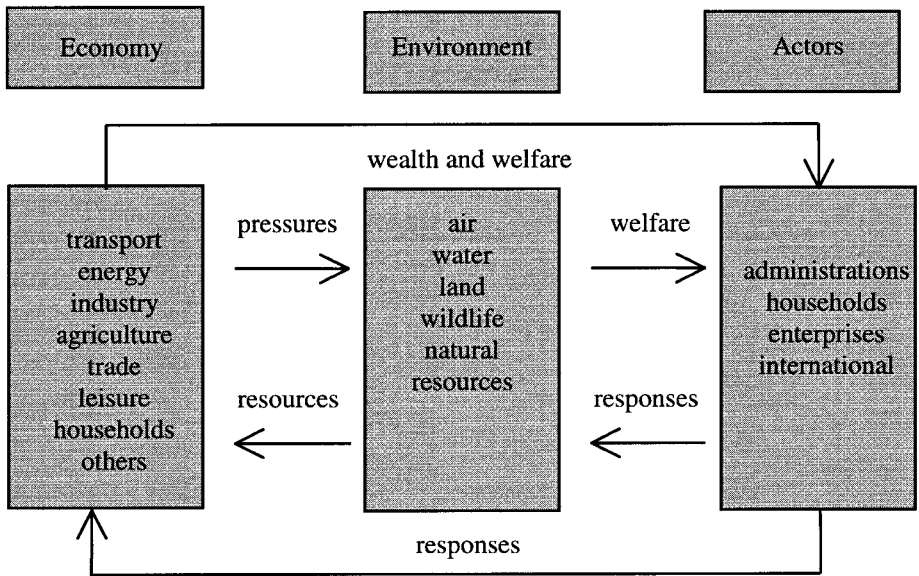 Economy
Environment
Actors
wealth and welfare
transport
energy
industry
agriculture
trade
leisure
households
others
pressures
resources
air
water
land
wildlife
natural
resources
welfare
responses
administrations
households
enterprises
international
responses